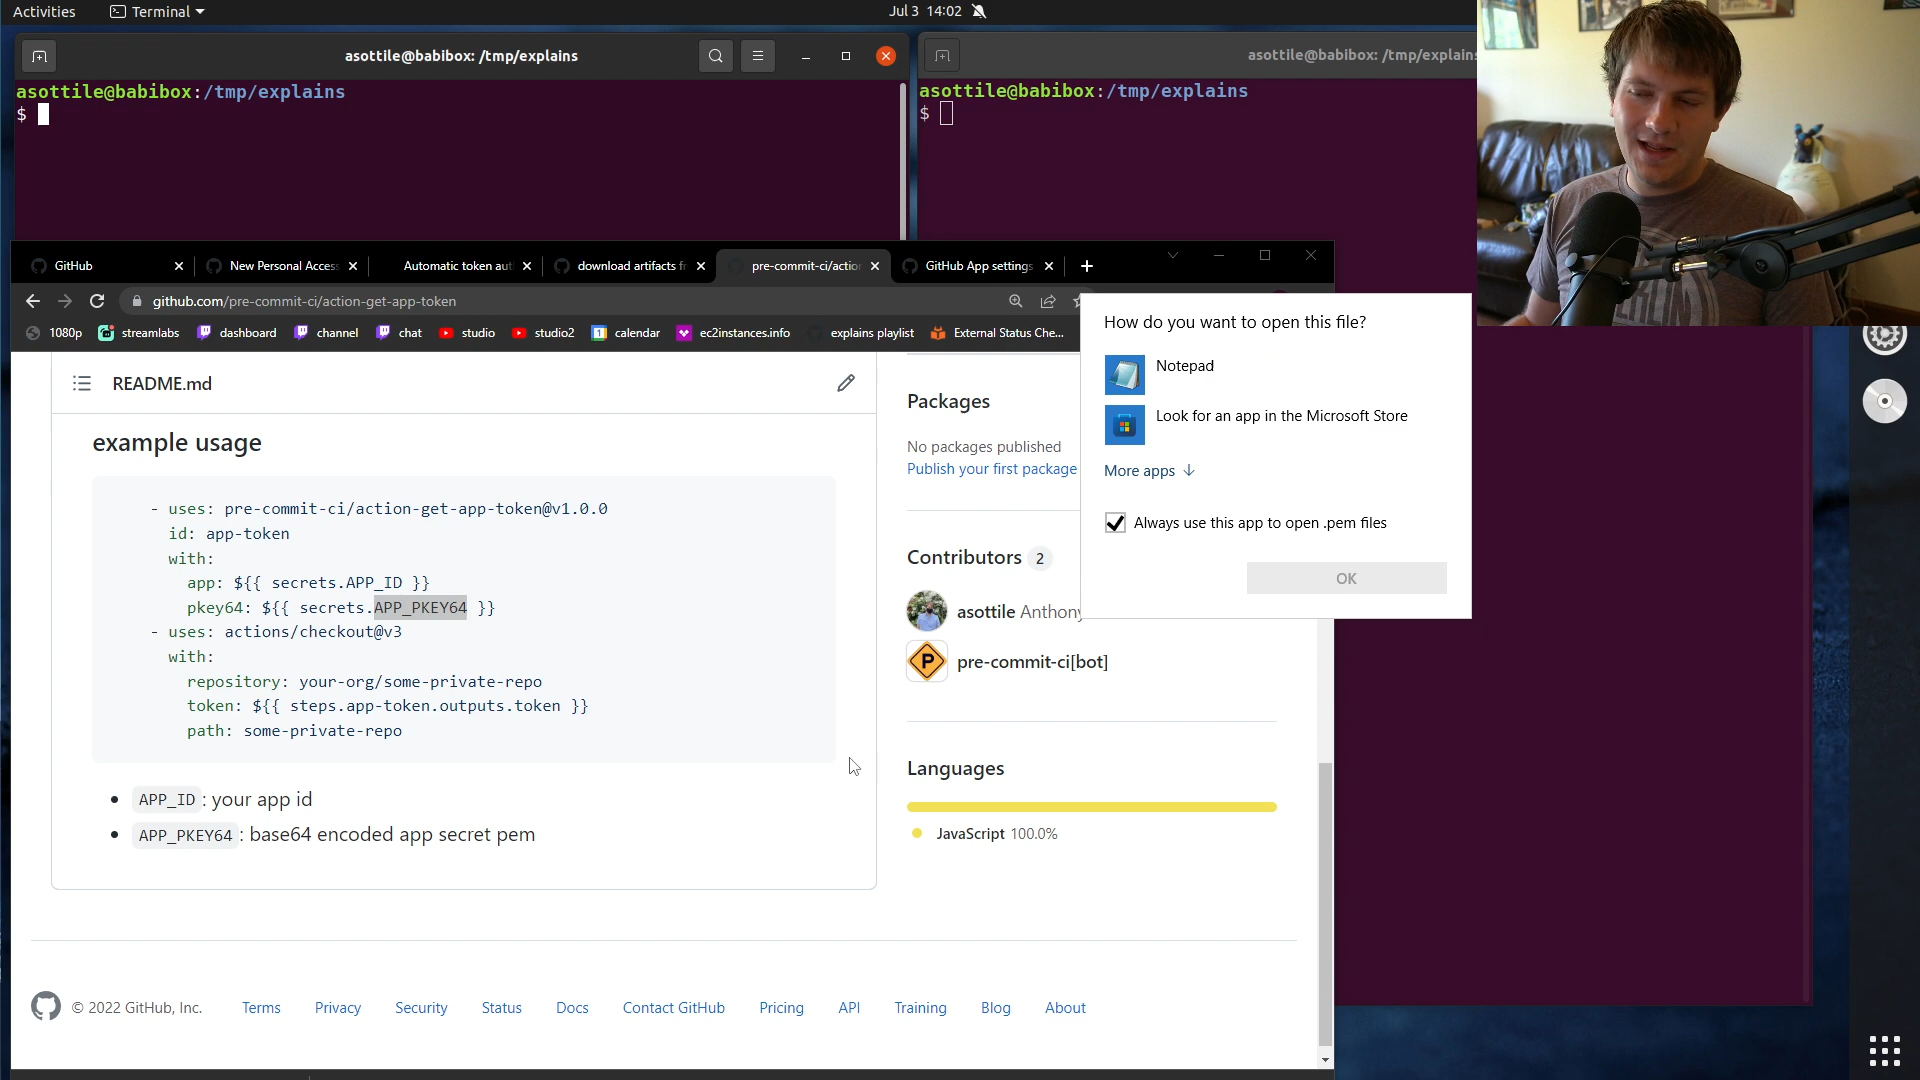 Activities
Terminal
Jul 3 14:02
asottile@babibox: /tmp/explains
asottile@babibox:/tmp/explains
$
asottile@babibox: /tmp/explains
asottile@babibox:/tmp/explains
$
GitHub
New Personal Access
Automatic token aut
download artifacts fr
pre-commit-ci/action
GitHub App settings
github.com/pre-commit-ci/action-get-app-token
1080p
streamlabs
dashboard
channel
chat
studio
studio2
calendar
ec2instances.info
explains playlist
External Status Che...
README.md
example usage
- uses: pre-commit-ci/action-get-app-token@v1.0.0
id: app-token
with:
app: ${{ secrets.APP_ID }}
pkey64: ${{ secrets.APP_PKEY64 }}
- uses: actions/checkout@v3
with:
repository: your-org/some-private-repo
token: ${{ steps.app-token.outputs.token }}
path: some-private-repo
APP_ID : your app id
APP_PKEY64 : base64 encoded app secret pem
Packages
No packages published
Publish your first package
Contributors 2
asottile Anthony
pre-commit-ci[bot]
Languages
JavaScript 100.0%
How do you want to open this file?
Notepad
Look for an app in the Microsoft Store
More apps
Always use this app to open .pem files
OK
© 2022 GitHub, Inc.
Terms
Privacy
Security
Status
Docs
Contact GitHub
Pricing
API
Training
Blog
About